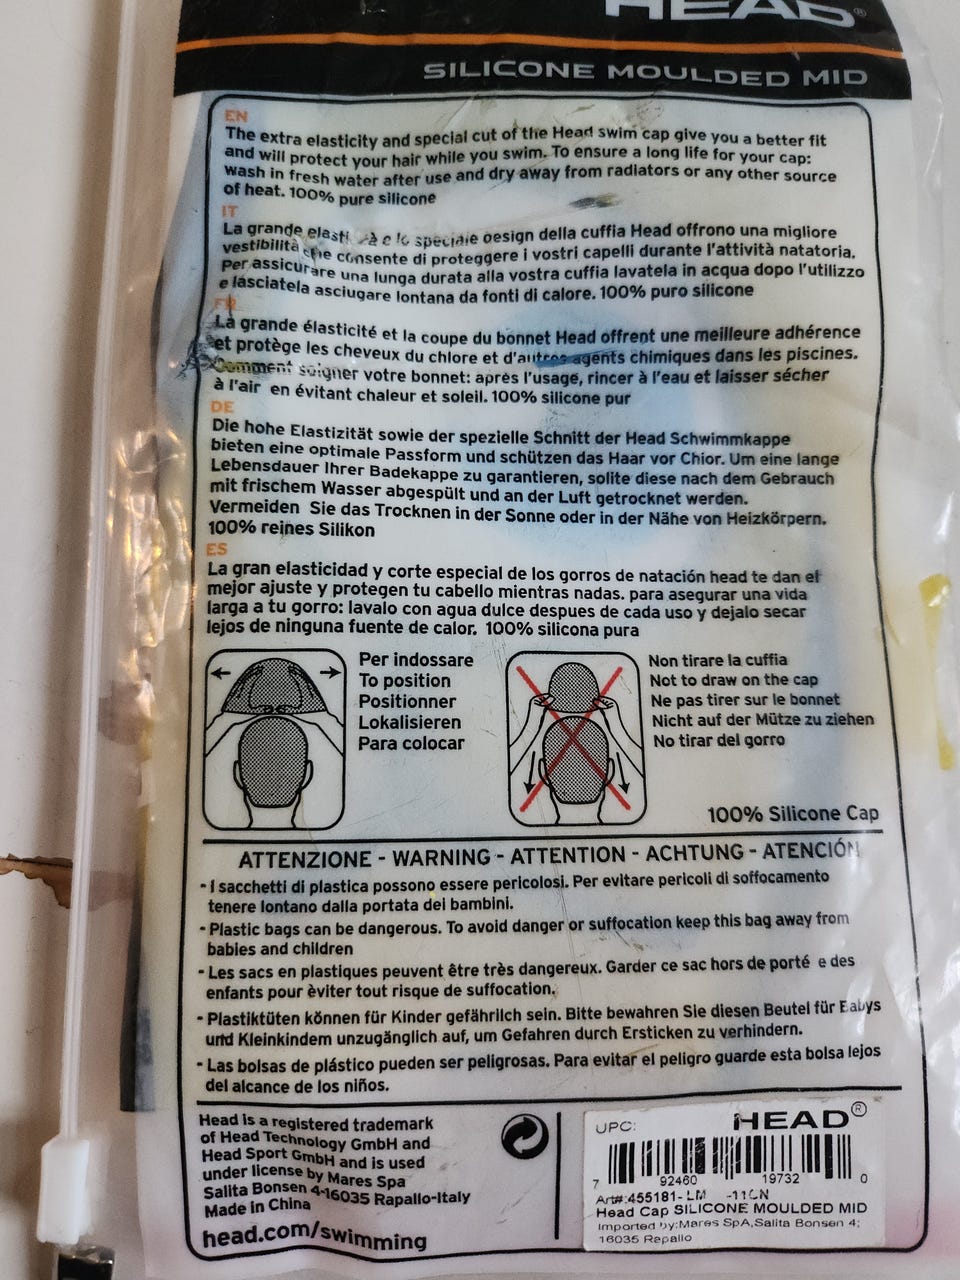 HEAD®
SILICONE MOULDED MID
EN
The extra elasticity and special cut of the Head swim cap give you a better fit
and will protect your hair while you swim. To ensure a long life for your cap:
wash in fresh water after use and dry away from radiators or any other source
of heat. 100% pure silicone
IT
La grande design della cuffia Head offrono una migliore
vestibilità che consente di proteggere i vostri capelli durante l'attività natatoria.
Per assicurare una lunga durata alla vostra cuffia lavatela in acqua dopo l'utilizzo
e lasciatela asciugare lontana da fonti di calore. 100% puro silicone
FR
La grande élasticité et la coupe du bonnet Head offrent une meilleure adhérence
et protège les cheveux du chlore et d'autres agents chimiques dans les piscines.
Comment soigner votre bonnet: après l'usage, rincer à l'eau et laisser sécher
à l'air en évitant chaleur et soleil. 100% silicone pur
DE
Die hohe Elastizität sowie der spezielle Schnitt der Head Schwimmkappe
bieten eine optimale Passform und schützen das Haar vor Chior. Um eine lange
Lebensdauer Ihrer Badekappe zu garantieren, solite diese nach dem Gebrauch
mit frischem Wasser abgespült und an der Luft getrocknet werden.
Vermeiden Sie das Trocknen in der Sonne oder in der Nähe von Heizkörpern.
100% reines Silikon
ES
La gran elasticidad y corte especial de los gorros de natación head te dan el
mejor ajuste y protegen tu cabello mientras nadas. para asegurar una vida
larga a tu gorro: lavalo con agua dulce despues de cada uso y dejalo secar
lejos de ninguna fuente de calor. 100% silicona pura
Per indossare
To position
Positionner
Lokalisieren
Para colocar
Non tirare la cuffia
Not to draw on the cap
Ne pas tirer sur le bonnet
Nicht auf der Mütze zu ziehen
No tirar del gorro
100% Silicone Cap
ATTENZIONE - WARNING - ATTENTION - ACHTUNG - ATENCIÓN
- I sacchetti di plastica possono essere pericolosi. Per evitare pericoli di soffocamento
tenere lontano dalla portata dei bambini.
- Plastic bags can be dangerous. To avoid danger or suffocation keep this bag away from
babies and children
- Les sacs en plastiques peuvent être très dangereux. Garder ce sac hors de porté e des
enfants pour èviter tout risque de suffocation.
- Plastiktüten können für Kinder gefährilch sein. Bitte bewahren Sie diesen Beutel für Babys
und Kleinkindem unzugänglich auf, um Gefahren durch Ersticken zu verhindern.
- Las bolsas de plástico pueden ser peligrosas. Para evitar el peligro guarde esta bolsa lejos
del alcance de los niños.
Head is a registered trademark
of Head Technology GmbH and
Head Sport GmbH and is used
under license by Mares Spa
Salita Bonsen 4-16035 Rapallo-Italy
Made in China
head.com/swimming
UPC: HEAD®
7 92460 19732 0
Art#:455181- LM -11CN
Head Cap SILICONE MOULDED MID
Imported by:Mares SpA,Salita Bonsen 4;
16035 Rapallo